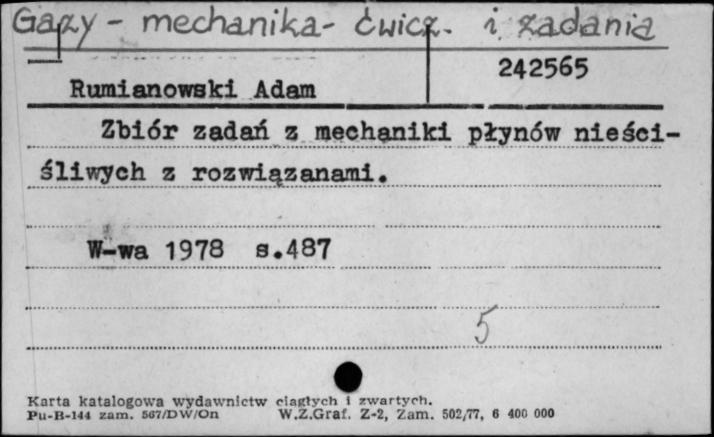 Gazy - mechanika - ćwicz. i zadania
242565
Rumianowski Adam
Zbiór zadań z mechaniki płynów nieści-
śliwych z rozwiązanami.
W-wa 1978 s.487
5
Karta katalogowa wydawnictw ciągłych i zwartych.
Pu-B-144 zam. 567/DW/On W.Z.Graf. Z-2, Zam. 502/77, 6 400 000